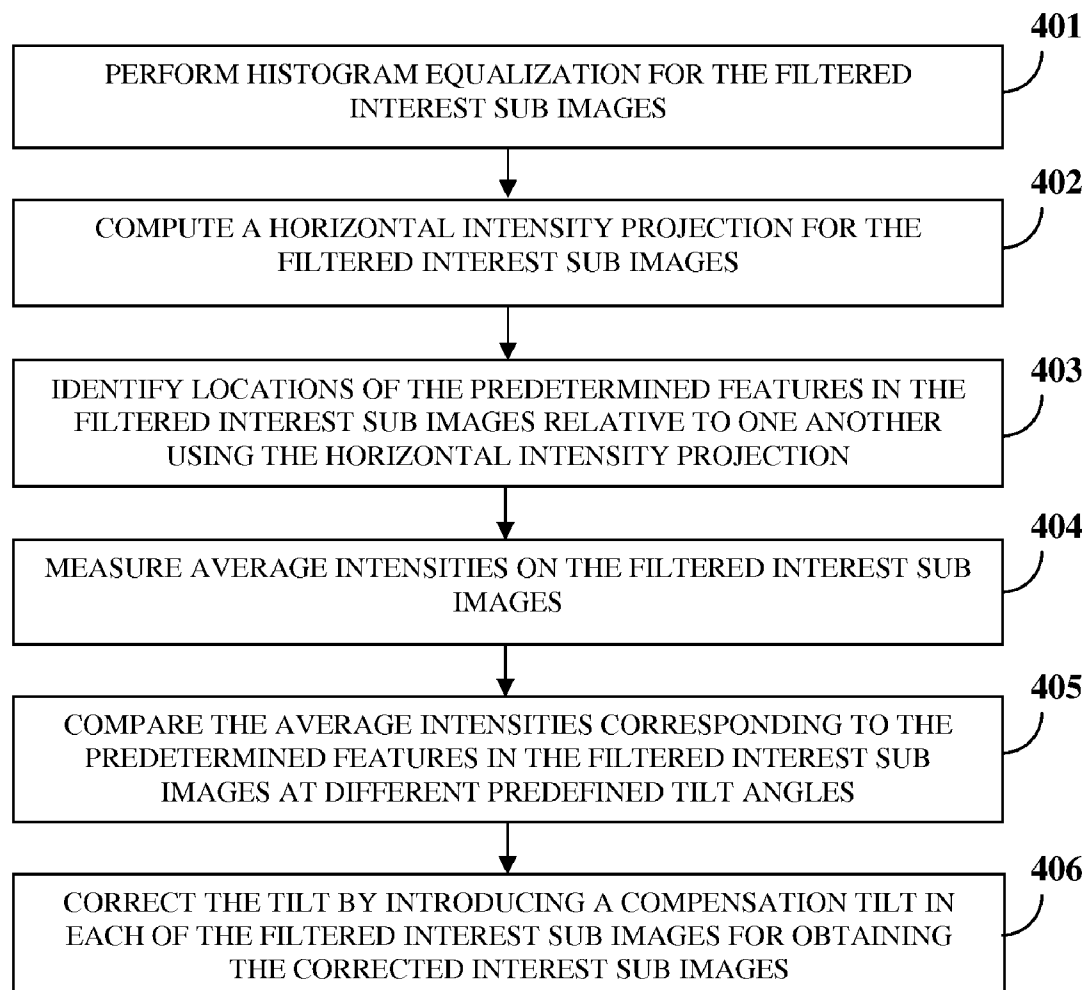 401
PERFORM HISTOGRAM EQUALIZATION FOR THE FILTERED
INTEREST SUB IMAGES
402
COMPUTE A HORIZONTAL INTENSITY PROJECTION FOR THE
FILTERED INTEREST SUB IMAGES
403
IDENTIFY LOCATIONS OF THE PREDETERMINED FEATURES IN THE
FILTERED INTEREST SUB IMAGES RELATIVE TO ONE ANOTHER
USING THE HORIZONTAL INTENSITY PROJECTION
404
MEASURE AVERAGE INTENSITIES ON THE FILTERED INTEREST SUB
IMAGES
405
COMPARE THE AVERAGE INTENSITIES CORRESPONDING TO THE
PREDETERMINED FEATURES IN THE FILTERED INTEREST SUB
IMAGES AT DIFFERENT PREDEFINED TILT ANGLES
406
CORRECT THE TILT BY INTRODUCING A COMPENSATION TILT IN
EACH OF THE FILTERED INTEREST SUB IMAGES FOR OBTAINING
THE CORRECTED INTEREST SUB IMAGES